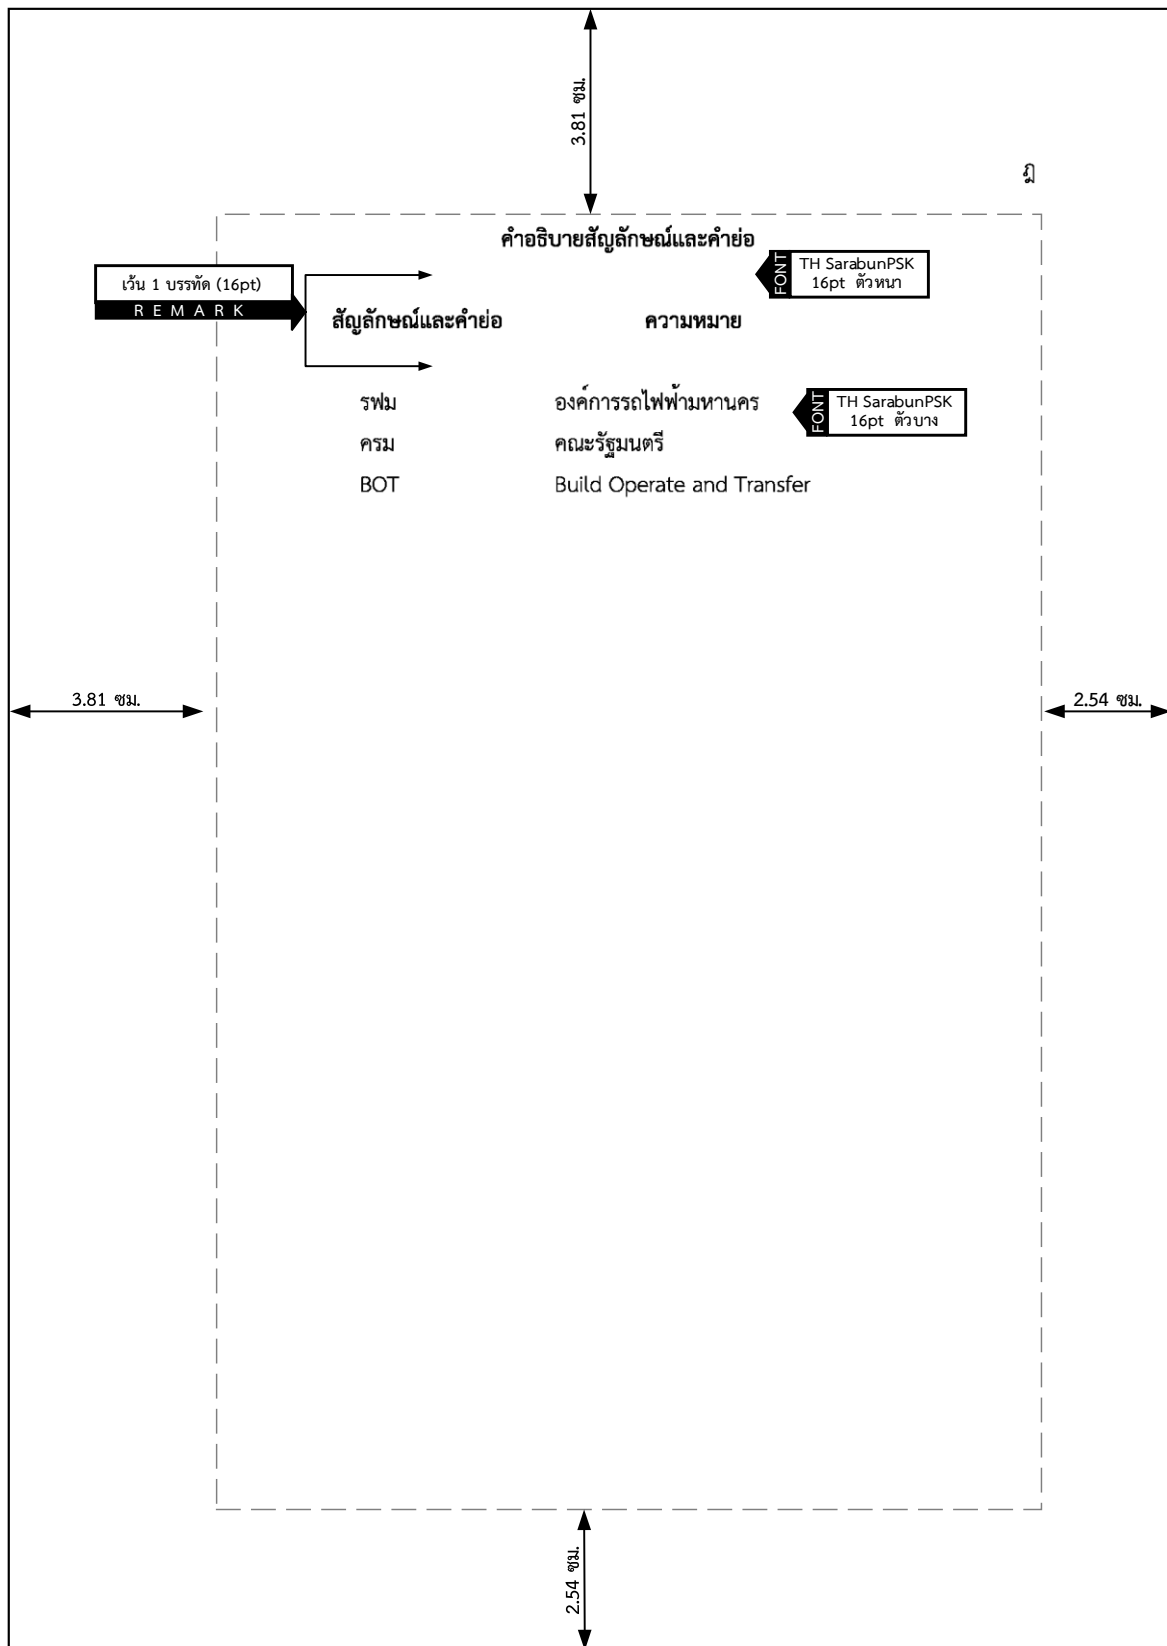 3.81 ซม.
ฎ
คำอธิบายสัญลักษณ์และคำย่อ
FONT
TH SarabunPSK
16pt ตัวหนา
เว้น 1 บรรทัด (16pt)
REMARK
สัญลักษณ์และคำย่อ ความหมาย
รฟม องค์การรถไฟฟ้ามหานคร
FONT
TH SarabunPSK
16pt ตัวบาง
ครม คณะรัฐมนตรี
BOT Build Operate and Transfer
3.81 ซม.
2.54 ซม.
2.54 ซม.